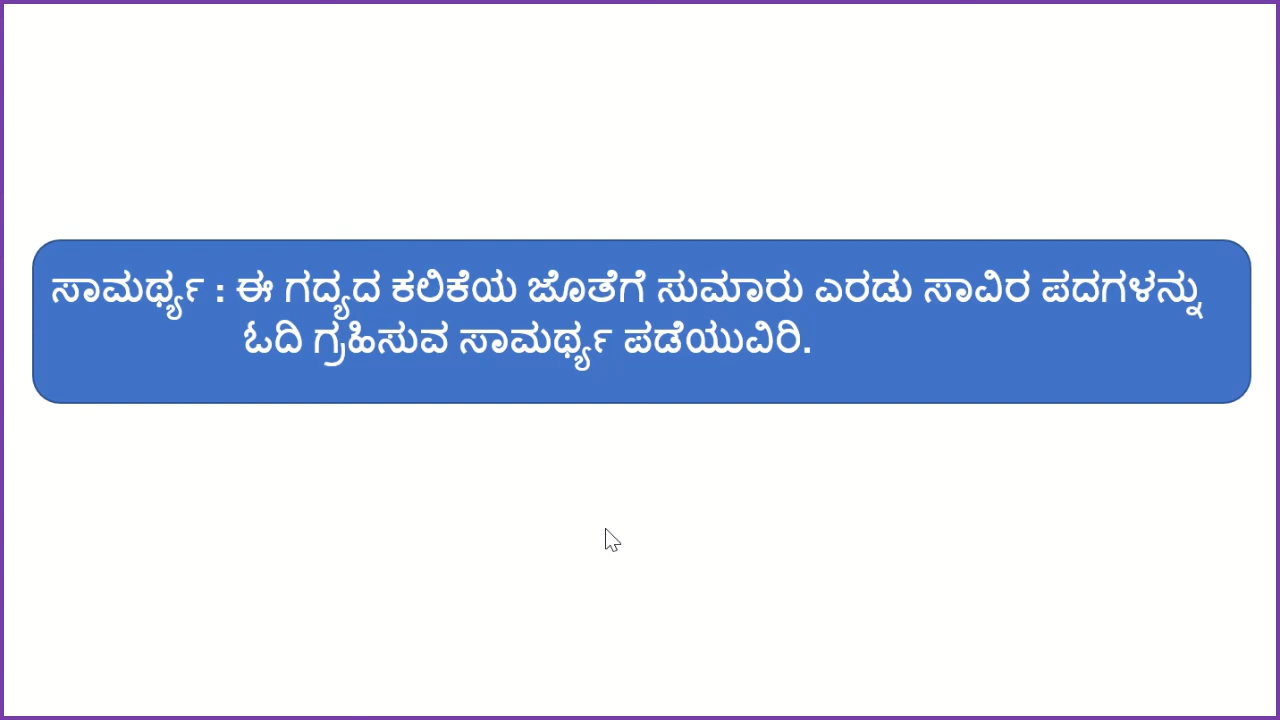 ಸಾಮರ್ಥ್ಯ : ಈ ಗದ್ಯದ ಕಲಿಕೆಯ ಜೊತೆಗೆ ಸುಮಾರು ಎರಡು ಸಾವಿರ ಪದಗಳನ್ನು
ಓದಿ ಗ್ರಹಿಸುವ ಸಾಮರ್ಥ್ಯ ಪಡೆಯುವಿರಿ.